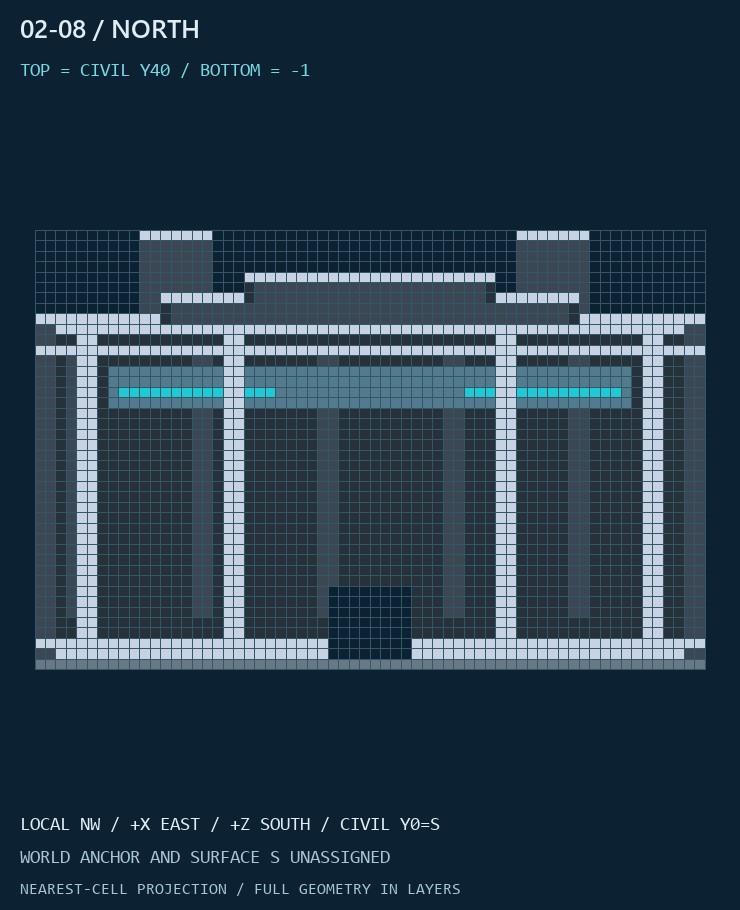 02-08 / NORTH
TOP = CIVIL Y40 / BOTTOM = -1
LOCAL NW / +X EAST / +Z SOUTH / CIVIL Y0=S
WORLD ANCHOR AND SURFACE S UNASSIGNED
NEAREST-CELL PROJECTION / FULL GEOMETRY IN LAYERS